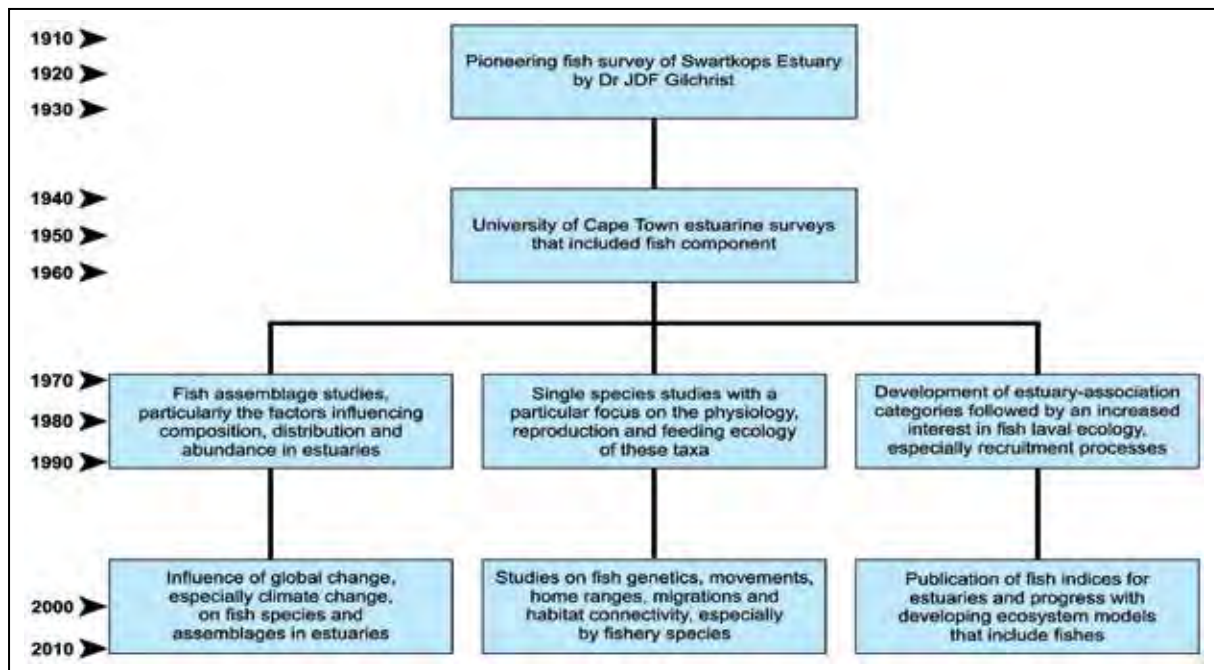 1910
1920
1930
Pioneering fish survey of Swartkops Estuary
by Dr JDF Gilchrist
1940
1950
1960
University of Cape Town estuarine surveys
that included fish component
1970
1980
1990
Fish assemblage studies,
particularly the factors influencing
composition, distribution and
abundance in estuaries
Single species studies with a
particular focus on the physiology,
reproduction and feeding ecology
of these taxa
Development of estuary-association
categories followed by an increased
interest in fish laval ecology,
especially recruitment processes
2000
2010
Influence of global change,
especially climate change,
on fish species and
assemblages in estuaries
Studies on fish genetics, movements,
home ranges, migrations and
habitat connectivity, especially
by fishery species
Publication of fish indices for
estuaries and progress with
developing ecosystem models
that include fishes